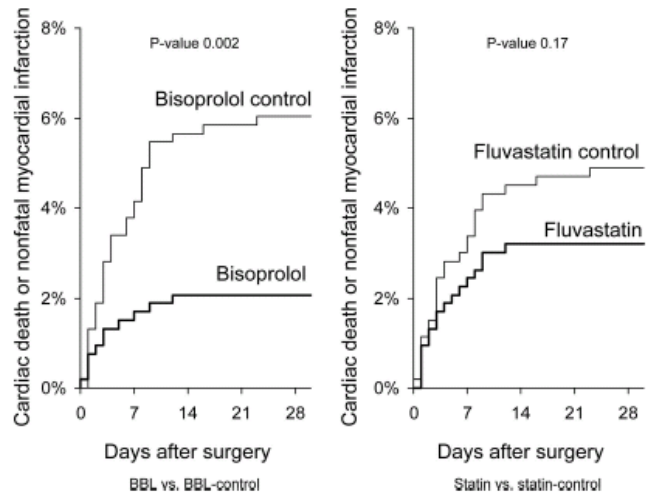 Cardiac death or nonfatal myocardial infarction
8%
6%
4%
2%
0%
P-value 0.002
Bisoprolol control
Bisoprolol
0 7 14 21 28
Days after surgery
BBL vs. BBL-control
Cardiac death or nonfatal myocardial infarction
8%
6%
4%
2%
0%
P-value 0.17
Fluvastatin control
Fluvastatin
0 7 14 21 28
Days after surgery
Statin vs. statin-control